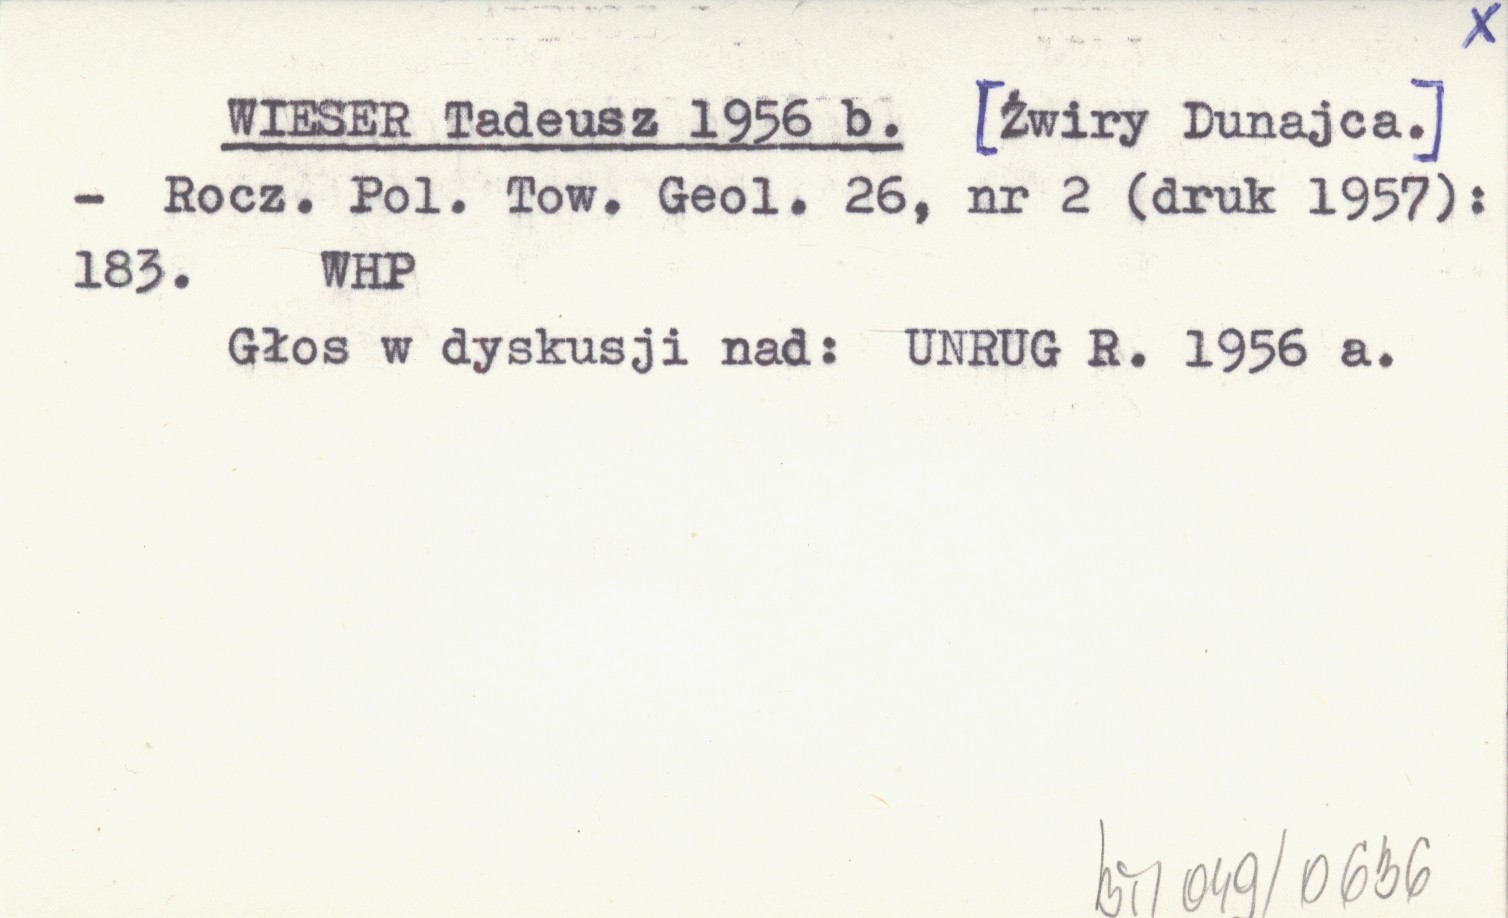 x
WIESER Tadeusz 1956 b. [Żwiry Dunajca.]
- Rocz. Pol. Tow. Geol. 26, nr 2 (druk 1957):
183. WHP
Głos w dyskusji nad: UNRUG R. 1956 a.
049/0636